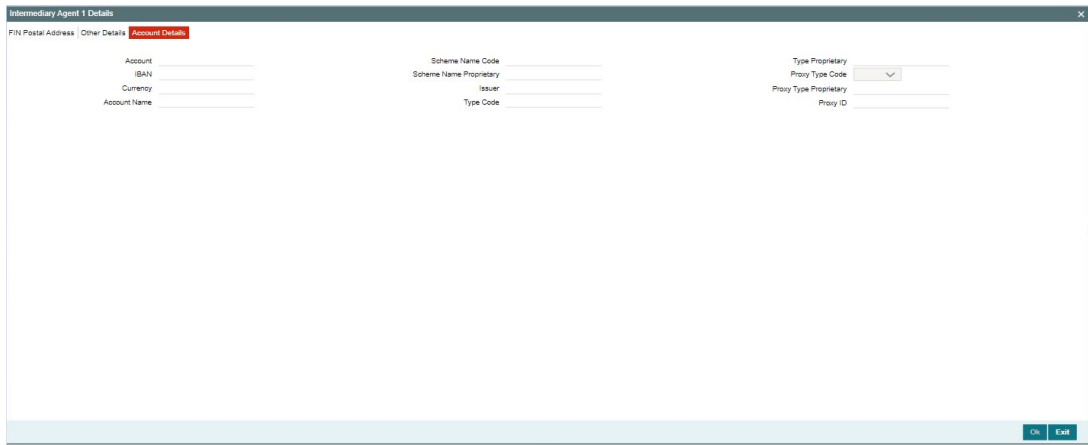 Intermediary Agent 1 Details ×
FIN Postal Address Other Details Account Details
Account Scheme Name Code Type Proprietary
IBAN Scheme Name Proprietary Proxy Type Code
Currency Issuer Proxy Type Proprietary
Account Name Type Code Proxy ID
Ok Exit